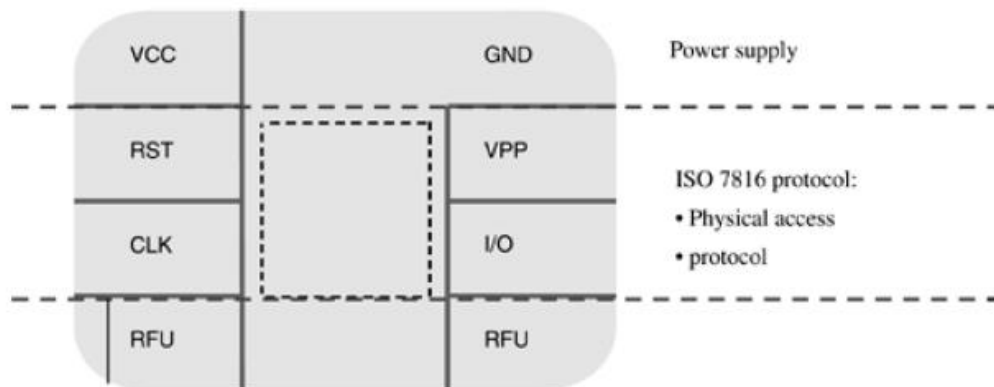 VCC GND Power supply
RST VPP
ISO 7816 protocol:
• Physical access
CLK I/O
• protocol
RFU RFU